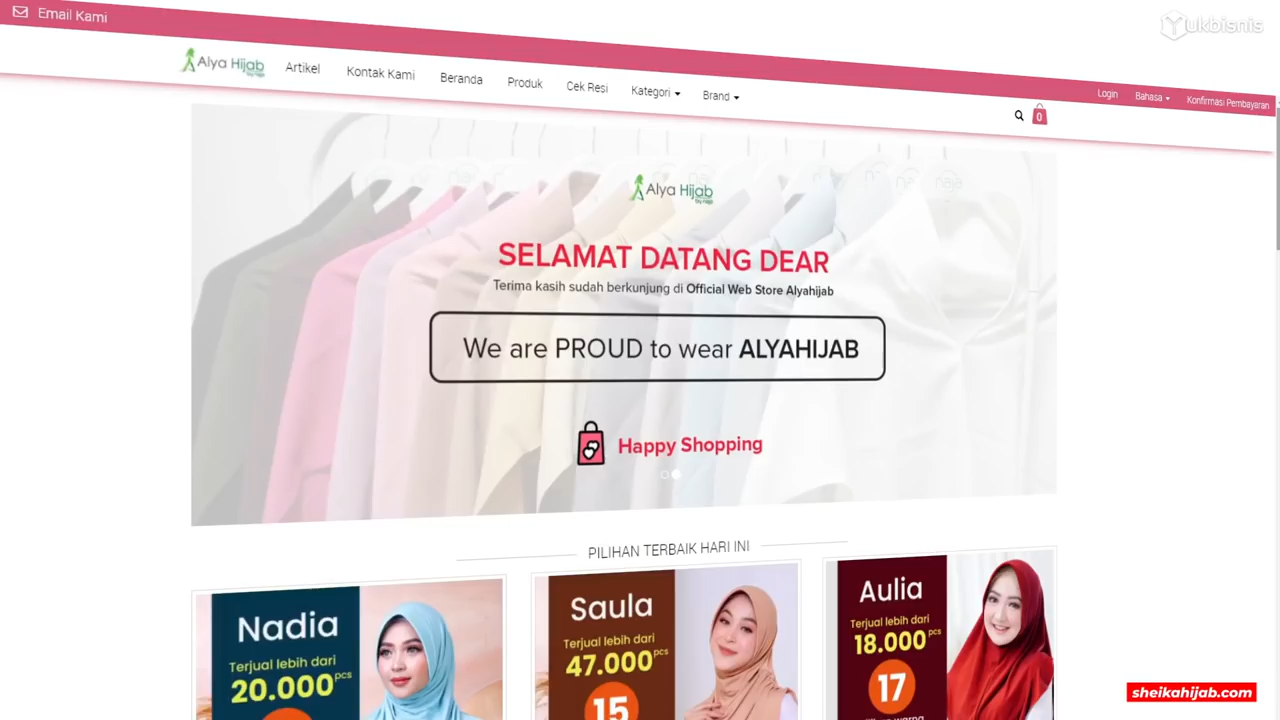 Email Kami
Yukbisnis
Alya Hijab
Artikel
Kontak Kami
Beranda
Produk
Cek Resi
Kategori
Brand
Login
Bahasa
Konfirmasi Pembayaran
0
Alya Hijab
SELAMAT DATANG DEAR
Terima kasih sudah berkunjung di Official Web Store Alyahijab
We are PROUD to wear ALYAHIJAB
Happy Shopping
PILIHAN TERBAIK HARI INI
Nadia
Terjual lebih dari
20.000 pcs
Saula
Terjual lebih dari
47.000 pcs
15
Aulia
Terjual lebih dari
18.000 pcs
17
sheikahijab.com